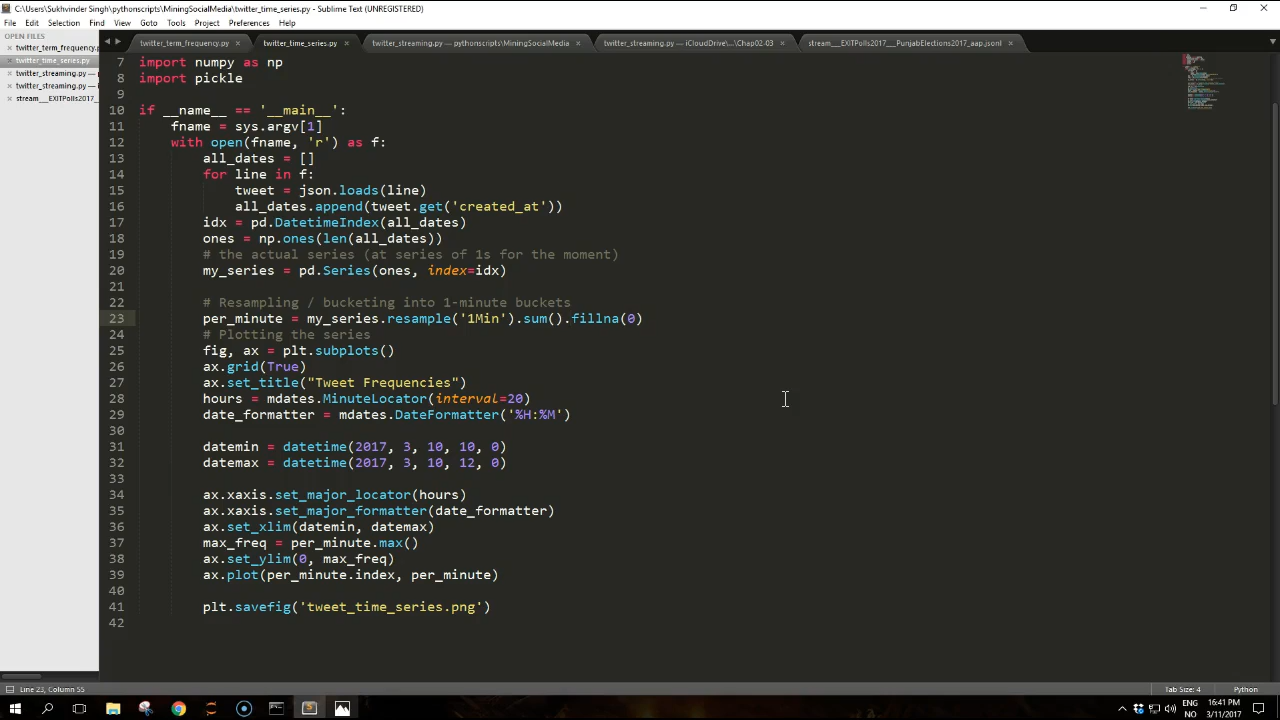 C:\Users\Sukhvinder Singh\pythonscripts\MiningSocialMedia\twitter_time_series.py - Sublime Text (UNREGISTERED)
File Edit Selection Find View Goto Tools Project Preferences Help
OPEN FILES
twitter_term_frequency.py
twitter_time_series.py
twitter_streaming.py —
twitter_streaming.py —
stream___EXITPolls2017_
twitter_term_frequency.py
twitter_time_series.py
twitter_streaming.py — pythonscripts\MiningSocialMedia
twitter_streaming.py — iCloudDrive\...\Chap02-03
stream___EXITPolls2017___PunjabElections2017_aap.jsonl
7 import numpy as np
8 import pickle
9
10 if __name__ == '__main__':
11 fname = sys.argv[1]
12 with open(fname, 'r') as f:
13 all_dates = []
14 for line in f:
15 tweet = json.loads(line)
16 all_dates.append(tweet.get('created_at'))
17 idx = pd.DatetimeIndex(all_dates)
18 ones = np.ones(len(all_dates))
19 # the actual series (at series of 1s for the moment)
20 my_series = pd.Series(ones, index=idx)
21
22 # Resampling / bucketing into 1-minute buckets
23 per_minute = my_series.resample('1Min').sum().fillna(0)
24 # Plotting the series
25 fig, ax = plt.subplots()
26 ax.grid(True)
27 ax.set_title("Tweet Frequencies")
28 hours = mdates.MinuteLocator(interval=20)
29 date_formatter = mdates.DateFormatter('%H:%M')
30
31 datemin = datetime(2017, 3, 10, 10, 0)
32 datemax = datetime(2017, 3, 10, 12, 0)
33
34 ax.xaxis.set_major_locator(hours)
35 ax.xaxis.set_major_formatter(date_formatter)
36 ax.set_xlim(datemin, datemax)
37 max_freq = per_minute.max()
38 ax.set_ylim(0, max_freq)
39 ax.plot(per_minute.index, per_minute)
40
41 plt.savefig('tweet_time_series.png')
42
Line 23, Column 55
Tab Size: 4
Python
ENG
NO
16:41 PM
3/11/2017